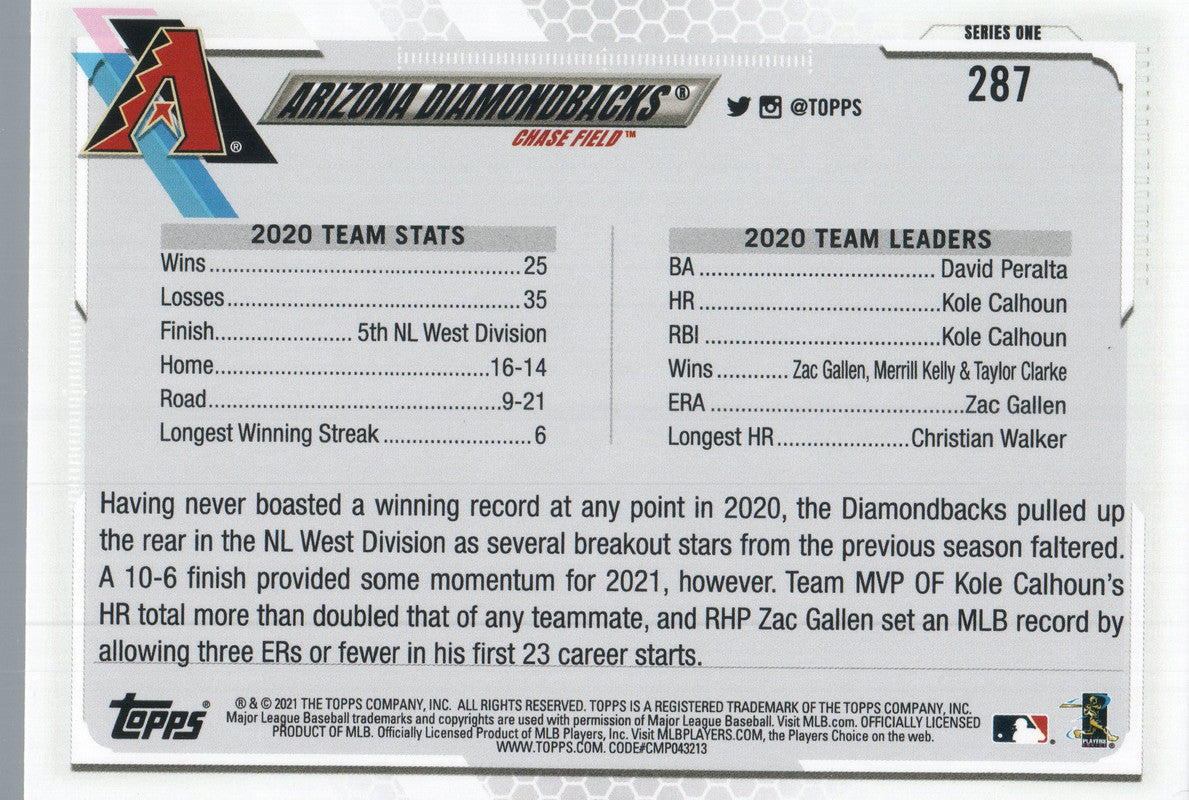 SERIES ONE
287
ARIZONA DIAMONDBACKS®
@TOPPS
CHASE FIELD™
®
2020 TEAM STATS
Wins..................................................25
Losses...............................................35
Finish..................... 5th NL West Division
Home............................................16-14
Road...............................................9-21
Longest Winning Streak .......................6
2020 TEAM LEADERS
BA .................................... David Peralta
HR ......................................Kole Calhoun
RBI .....................................Kole Calhoun
Wins ........... Zac Gallen, Merrill Kelly & Taylor Clarke
ERA .......................................Zac Gallen
Longest HR....................Christian Walker
Having never boasted a winning record at any point in 2020, the Diamondbacks pulled up
the rear in the NL West Division as several breakout stars from the previous season faltered.
A 10-6 finish provided some momentum for 2021, however. Team MVP OF Kole Calhoun's
HR total more than doubled that of any teammate, and RHP Zac Gallen set an MLB record by
allowing three ERs or fewer in his first 23 career starts.
Topps®
® & © 2021 THE TOPPS COMPANY, INC. ALL RIGHTS RESERVED. TOPPS IS A REGISTERED TRADEMARK OF THE TOPPS COMPANY, INC.
Major League Baseball trademarks and copyrights are used with permission of Major League Baseball. Visit MLB.com. OFFICIALLY LICENSED
PRODUCT OF MLB. Officially Licensed Product of MLB Players, Inc. Visit MLBPLAYERS.COM, the Players Choice on the web.
WWW.TOPPS.COM. CODE#CMP043213
PLAYERS